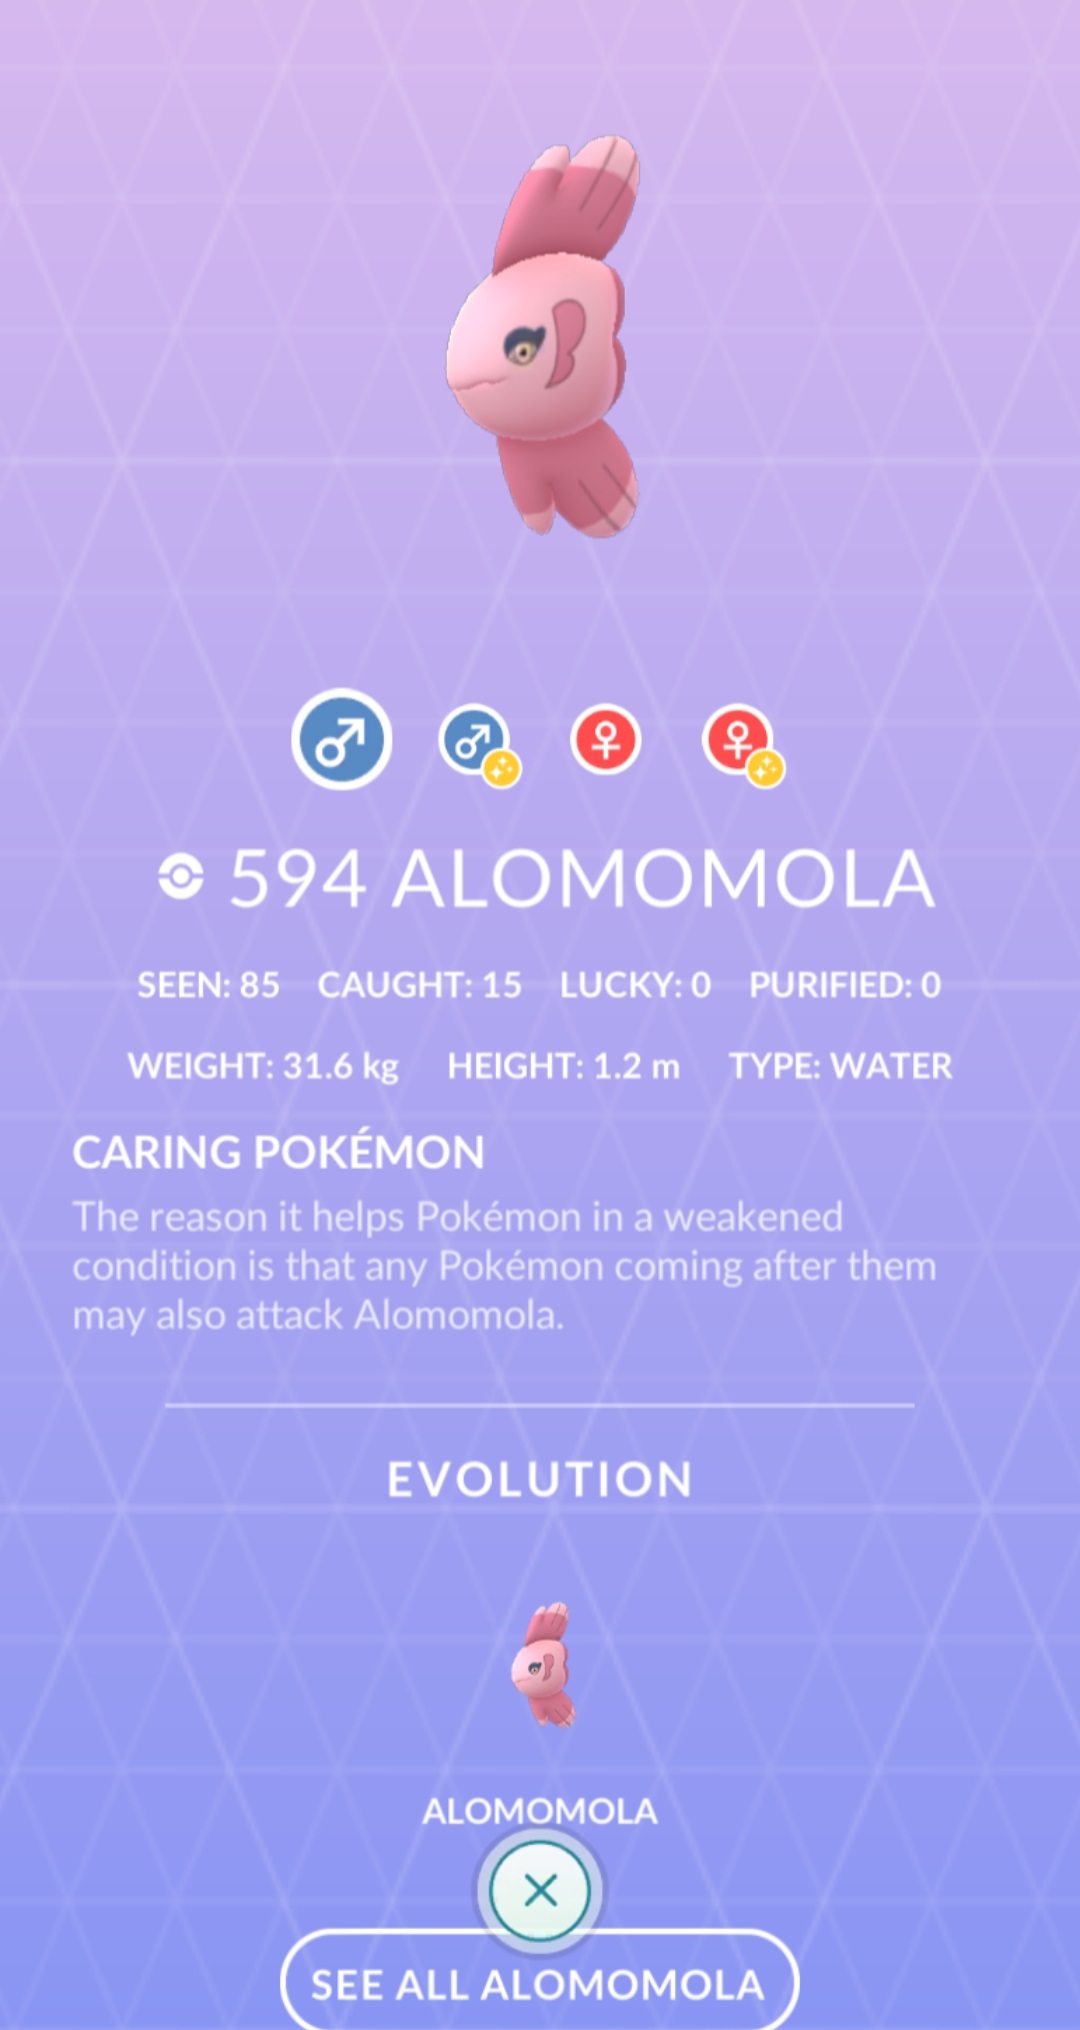 594 ALOMOMOLA
SEEN: 85 CAUGHT: 15 LUCKY: 0 PURIFIED: 0
WEIGHT: 31.6 kg HEIGHT: 1.2 m TYPE: WATER
CARING POKÉMON
The reason it helps Pokémon in a weakened
condition is that any Pokémon coming after them
may also attack Alomomola.
EVOLUTION
ALOMOMOLA
SEE ALL ALOMOMOLA